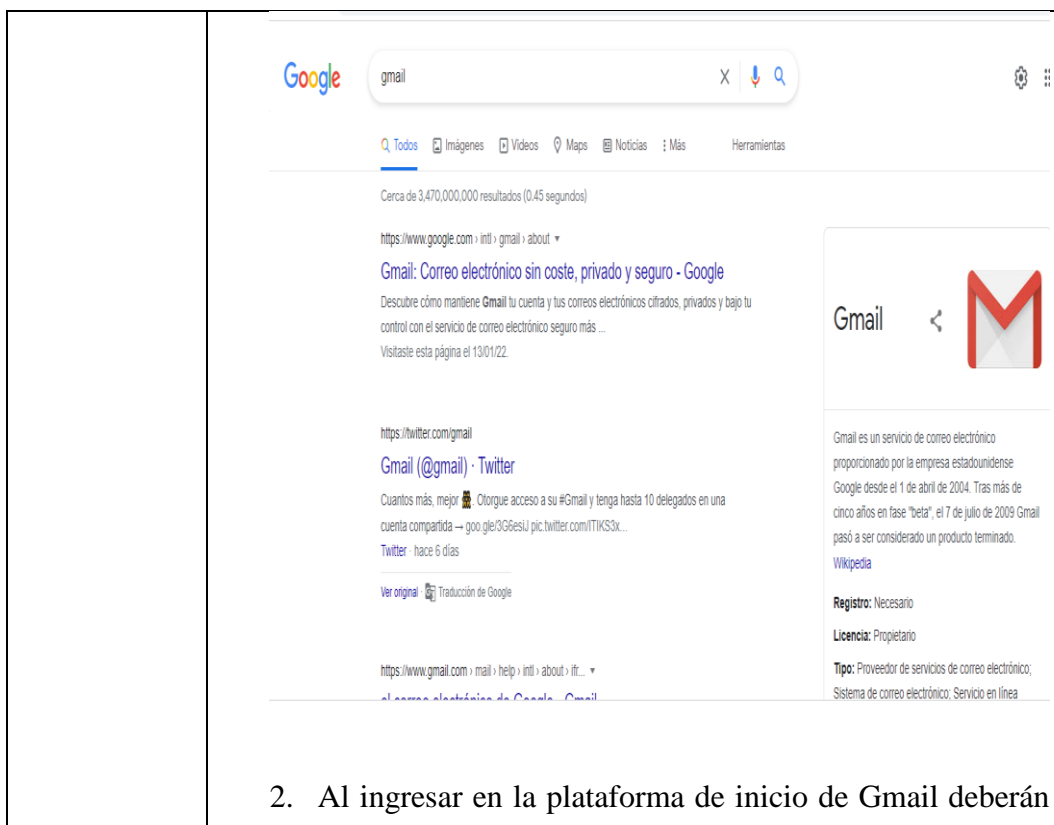 Google
gmail
Todos Imágenes Videos Maps Noticias Más Herramientas
Cerca de 3,470,000,000 resultados (0.45 segundos)
https://www.google.com › intl › gmail › about
Gmail: Correo electrónico sin coste, privado y seguro - Google
Descubre cómo mantiene Gmail tu cuenta y tus correos electrónicos cifrados, privados y bajo tu
control con el servicio de correo electrónico seguro más ...
Visitaste esta página el 13/01/22.
https://twitter.com/gmail
Gmail (@gmail) · Twitter
Cuantos más, mejor. Otorgue acceso a su #Gmail y tenga hasta 10 delegados en una
cuenta compartida → goo.gle/3G6esiJ pic.twitter.com/ITIKS3x...
Twitter · hace 6 días
Ver original · Traducción de Google
https://www.gmail.com › mail › help › intl › about › ifr...
el correo electrónico de Google - Gmail
Gmail
Gmail es un servicio de correo electrónico
proporcionado por la empresa estadounidense
Google desde el 1 de abril de 2004. Tras más de
cinco años en fase "beta", el 7 de julio de 2009 Gmail
pasó a ser considerado un producto terminado.
Wikipedia
Registro: Necesario
Licencia: Propietario
Tipo: Proveedor de servicios de correo electrónico;
Sistema de correo electrónico; Servicio en línea
2. Al ingresar en la plataforma de inicio de Gmail deberán